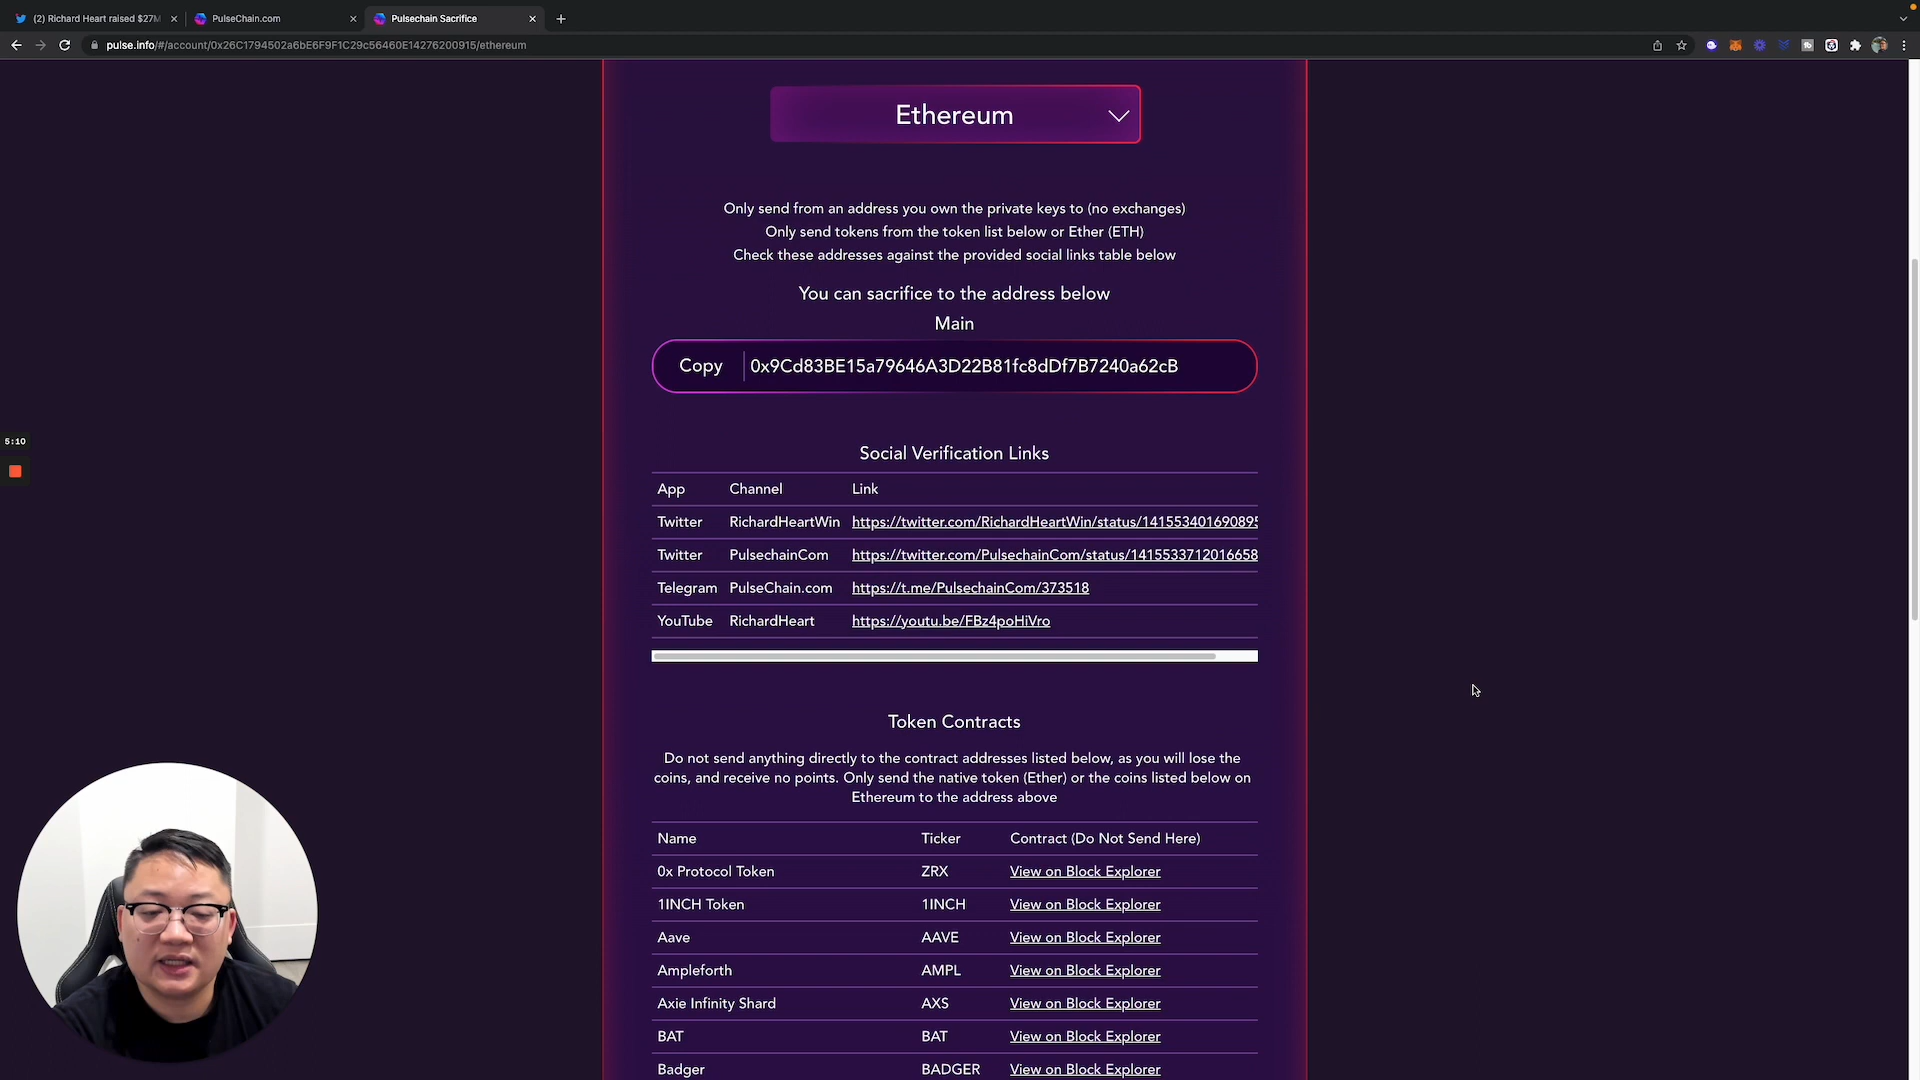 (2) Richard Heart raised $27M
PulseChain.com
Pulsechain Sacrifice
pulse.info/#/account/0x26C1794502a6bE6F9F1C29c56460E14276200915/ethereum
Ethereum
Only send from an address you own the private keys to (no exchanges)
Only send tokens from the token list below or Ether (ETH)
Check these addresses against the provided social links table below
You can sacrifice to the address below
Main
Copy 0x9Cd83BE15a79646A3D22B81fc8dDf7B7240a62cB
5:10
Social Verification Links
App Channel Link
Twitter RichardHeartWin https://twitter.com/RichardHeartWin/status/141553401690895
Twitter PulsechainCom https://twitter.com/PulsechainCom/status/1415533712016658
Telegram PulseChain.com https://t.me/PulsechainCom/373518
YouTube RichardHeart https://youtu.be/FBz4poHiVro
Token Contracts
Do not send anything directly to the contract addresses listed below, as you will lose the
coins, and receive no points. Only send the native token (Ether) or the coins listed below on
Ethereum to the address above
Name Ticker Contract (Do Not Send Here)
0x Protocol Token ZRX View on Block Explorer
1INCH Token 1INCH View on Block Explorer
Aave AAVE View on Block Explorer
Ampleforth AMPL View on Block Explorer
Axie Infinity Shard AXS View on Block Explorer
BAT BAT View on Block Explorer
Badger BADGER View on Block Explorer